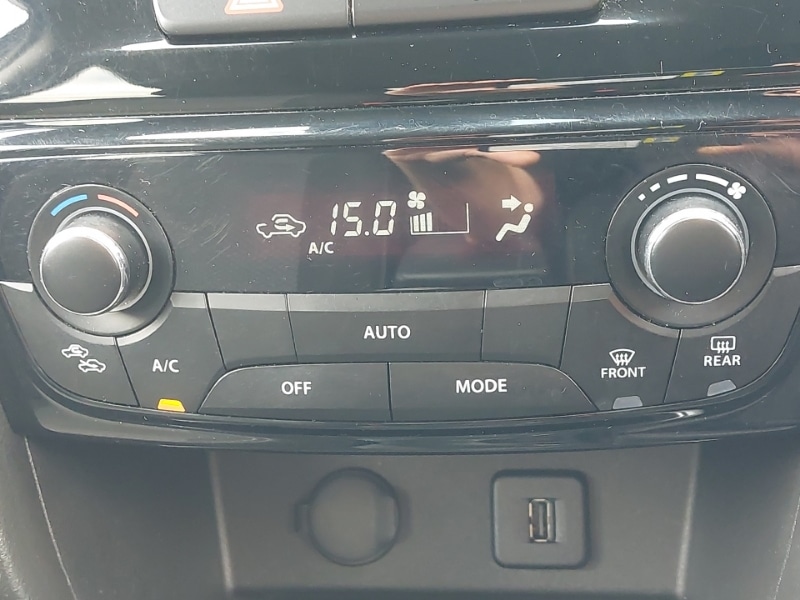 15.0
A/C
AUTO
A/C
OFF
MODE
FRONT
REAR